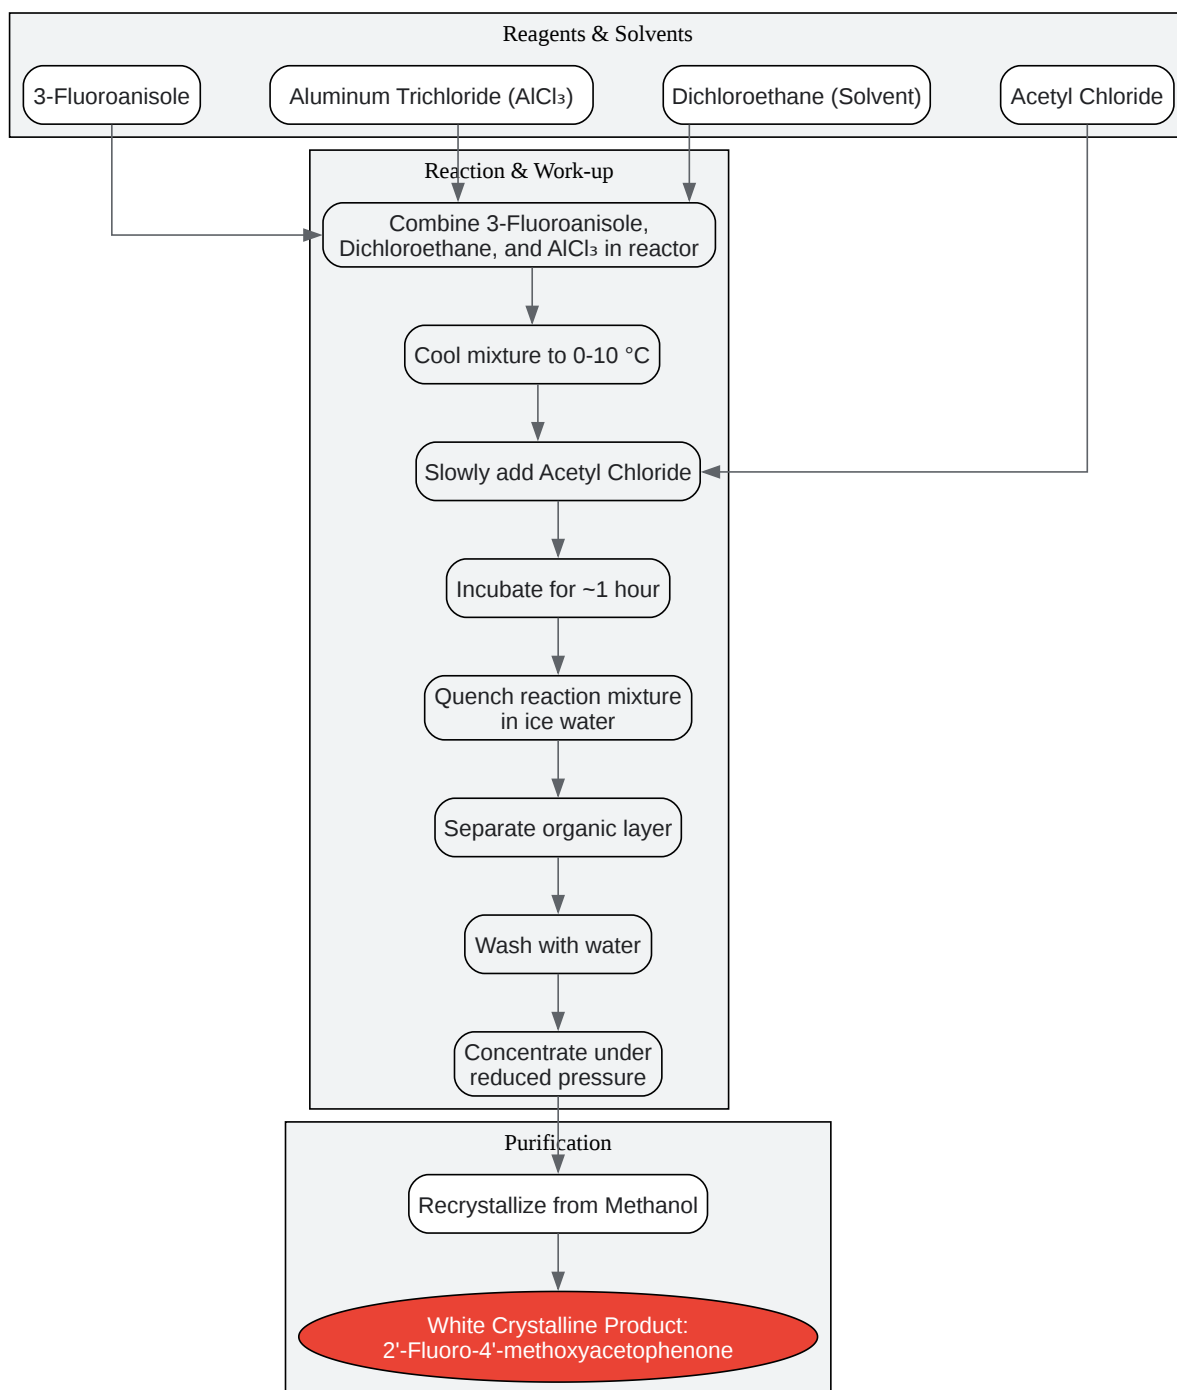 Reagents & Solvents
3-Fluoroanisole
Aluminum Trichloride (AlCl₃)
Dichloroethane (Solvent)
Acetyl Chloride
Reaction & Work-up
Combine 3-Fluoroanisole,
Dichloroethane, and AlCl₃ in reactor
Cool mixture to 0-10 °C
Slowly add Acetyl Chloride
Incubate for ~1 hour
Quench reaction mixture
in ice water
Separate organic layer
Wash with water
Concentrate under
reduced pressure
Purification
Recrystallize from Methanol
White Crystalline Product:
2'-Fluoro-4'-methoxyacetophenone